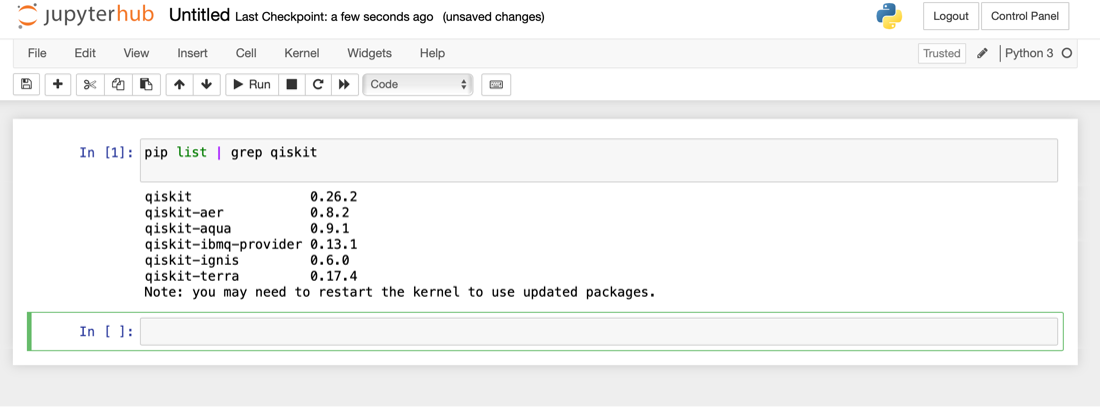 jupyterhub Untitled Last Checkpoint: a few seconds ago (unsaved changes) Logout Control Panel
File Edit View Insert Cell Kernel Widgets Help Trusted Python 3
Run Code
In [1]: pip list | grep qiskit
qiskit 0.26.2
qiskit-aer 0.8.2
qiskit-aqua 0.9.1
qiskit-ibmq-provider 0.13.1
qiskit-ignis 0.6.0
qiskit-terra 0.17.4
Note: you may need to restart the kernel to use updated packages.
In [ ]: